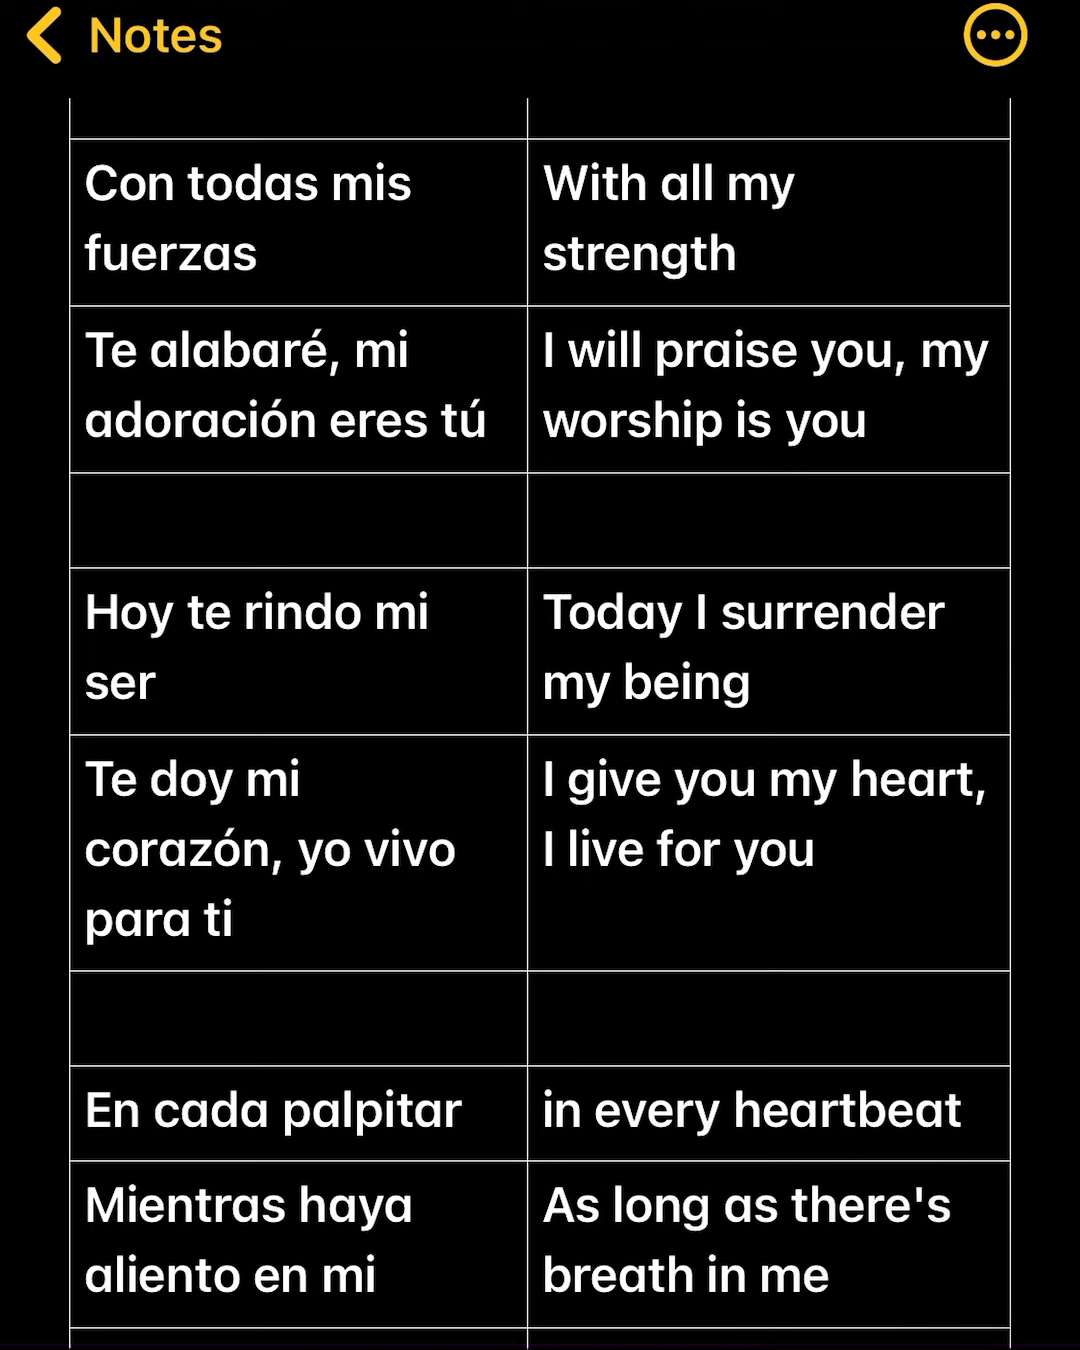 Notes
Con todas mis
fuerzas
With all my
strength
Te alabaré, mi
adoración eres tú
I will praise you, my
worship is you
Hoy te rindo mi
ser
Today I surrender
my being
Te doy mi
corazón, yo vivo
para ti
I give you my heart,
I live for you
En cada palpitar
in every heartbeat
Mientras haya
aliento en mi
As long as there's
breath in me